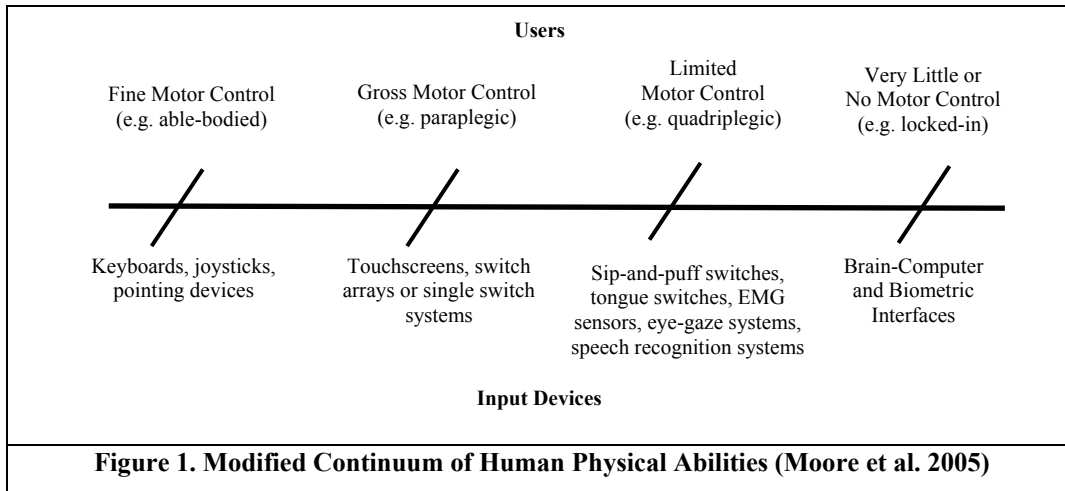 Users
Fine Motor Control
(e.g. able-bodied)
Gross Motor Control
(e.g. paraplegic)
Limited
Motor Control
(e.g. quadriplegic)
Very Little or
No Motor Control
(e.g. locked-in)
Keyboards, joysticks,
pointing devices
Touchscreens, switch
arrays or single switch
systems
Sip-and-puff switches,
tongue switches, EMG
sensors, eye-gaze systems,
speech recognition systems
Brain-Computer
and Biometric
Interfaces
Input Devices
Figure 1. Modified Continuum of Human Physical Abilities (Moore et al. 2005)